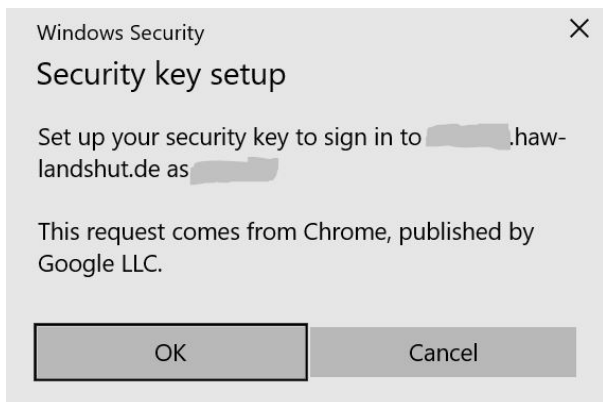 Windows Security
Security key setup
Set up your security key to sign in to .haw-
landshut.de as
This request comes from Chrome, published by
Google LLC.
OK
Cancel